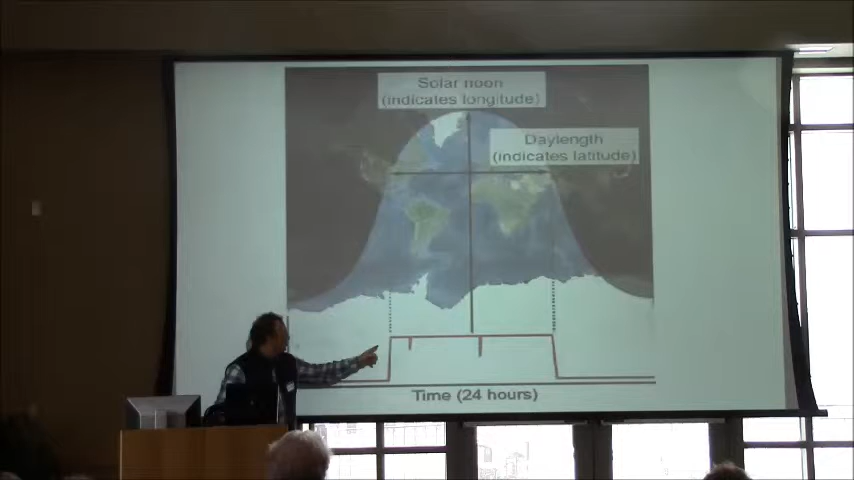 Solar noon
(indicates longitude)
Daylength
(indicates latitude)
Time (24 hours)